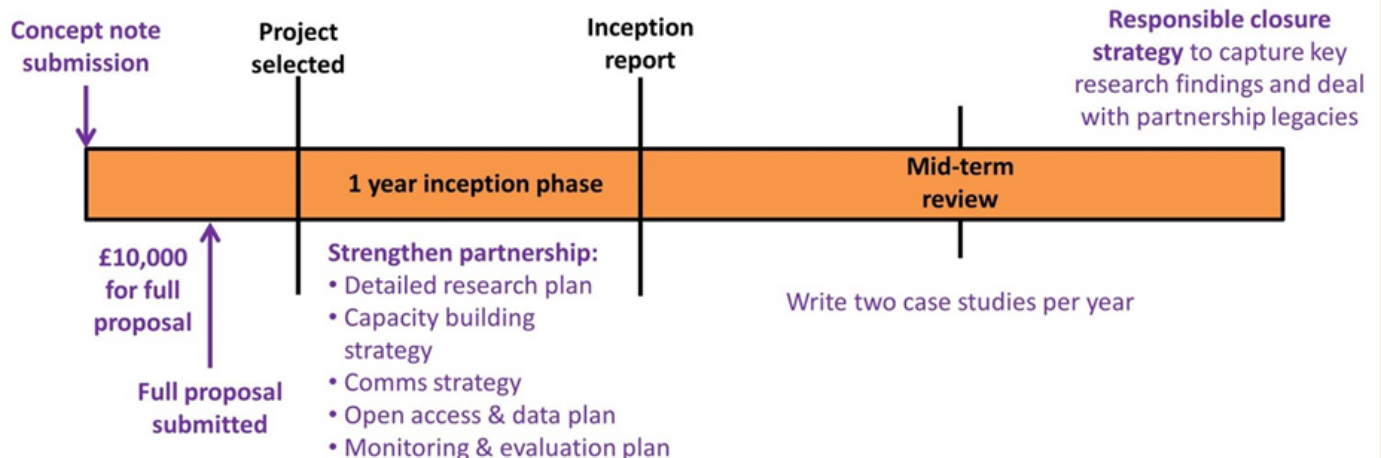 Concept note
submission
Project
selected
Inception
report
Responsible closure
strategy to capture key
research findings and deal
with partnership legacies
1 year inception phase
Mid-term
review
£10,000
for full
proposal
Full proposal
submitted
Strengthen partnership:
• Detailed research plan
• Capacity building
strategy
• Comms strategy
• Open access & data plan
• Monitoring & evaluation plan
Write two case studies per year